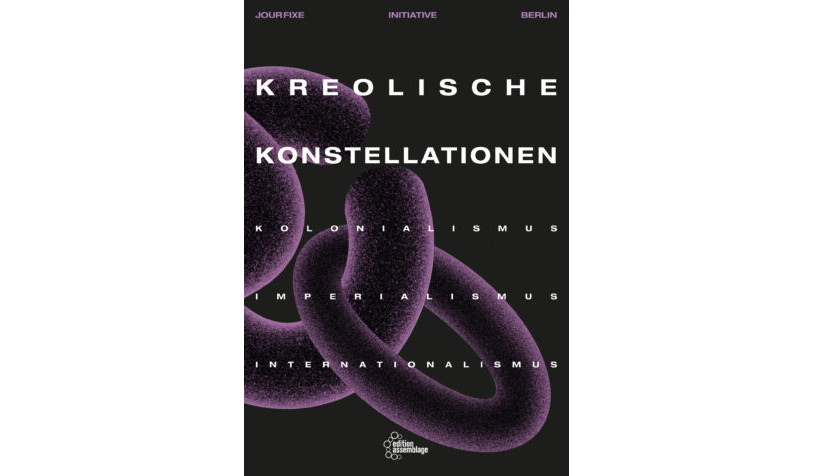 JOUR FIXE INITIATIVE BERLIN
KREOLISCHE
KONSTELLATIONEN
KOLONIALISMUS
IMPERIALISMUS
INTERNATIONALISMUS
edition
assemblage